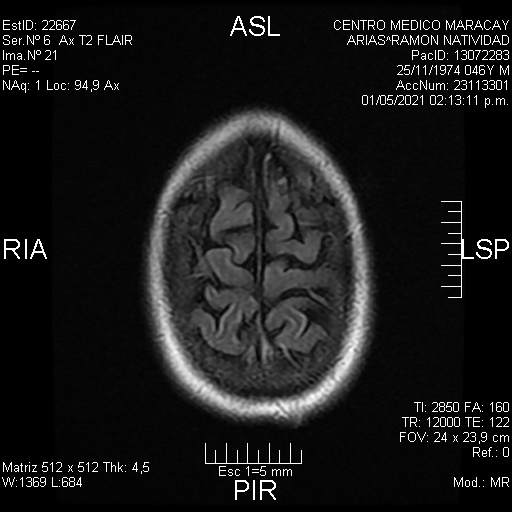 EstID: 22667
Ser.Nº 6 Ax T2 FLAIR
Ima.Nº 21
PE= --
NAq: 1 Loc: 94,9 Ax
ASL
CENTRO MEDICO MARACAY
ARIAS^RAMON NATIVIDAD
PacID: 13072283
25/11/1974 046Y M
AccNum: 23113301
01/05/2021 02:13:11 p.m.
RIA
LSP
TI: 2850 FA: 160
TR: 12000 TE: 122
FOV: 24 x 23,9 cm
Ref.: 0
Mod.: MR
Esc 1=5 mm
PIR
Matriz 512 x 512 Thk: 4,5
W:1369 L:684